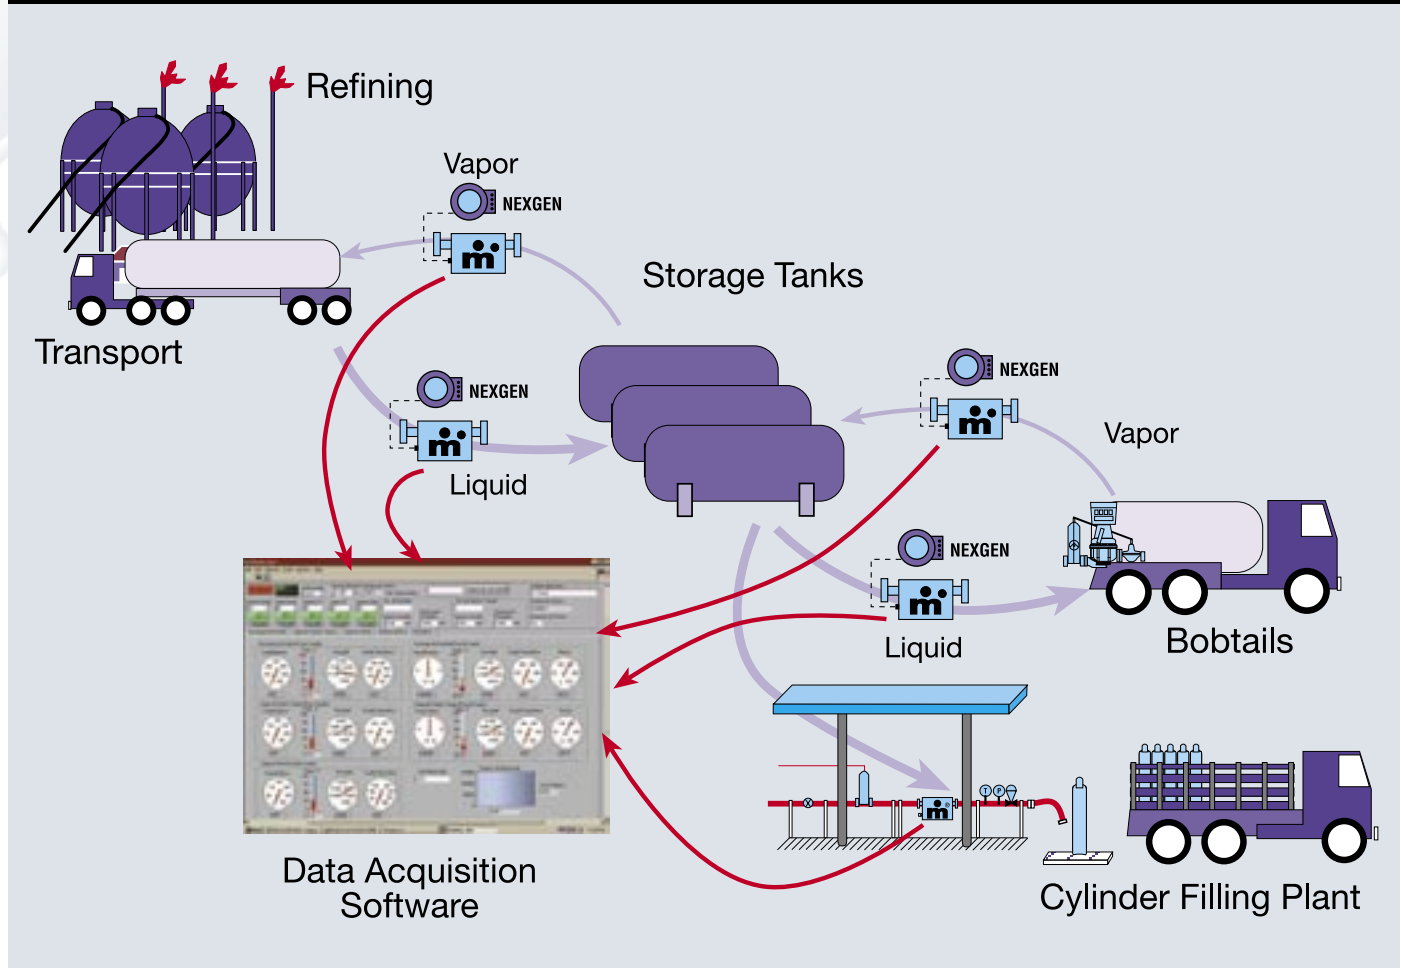 Refining
Vapor
NEXGEN
m
Storage Tanks
Transport
NEXGEN
m
Liquid
NEXGEN
m
Vapor
NEXGEN
m
Liquid
Bobtails
T P
X
m
Data Acquisition
Software
Cylinder Filling Plant